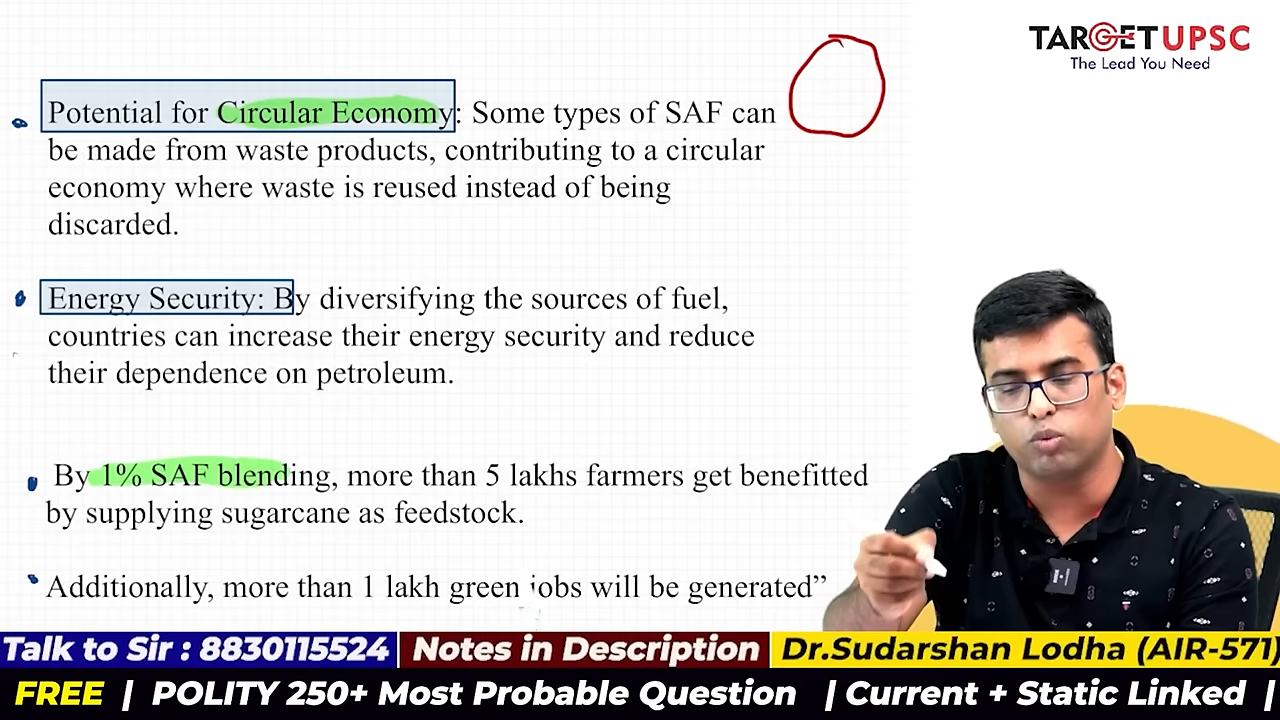 TARGET UPSC
The Lead You Need
Potential for Circular Economy: Some types of SAF can
be made from waste products, contributing to a circular
economy where waste is reused instead of being
discarded.
Energy Security: By diversifying the sources of fuel,
countries can increase their energy security and reduce
their dependence on petroleum.
By 1% SAF blending, more than 5 lakhs farmers get benefitted
by supplying sugarcane as feedstock.
Additionally, more than 1 lakh green jobs will be generated”
Talk to Sir : 8830115524 Notes in Description Dr.Sudarshan Lodha (AIR-571)
FREE | POLITY 250+ Most Probable Question | Current + Static Linked |